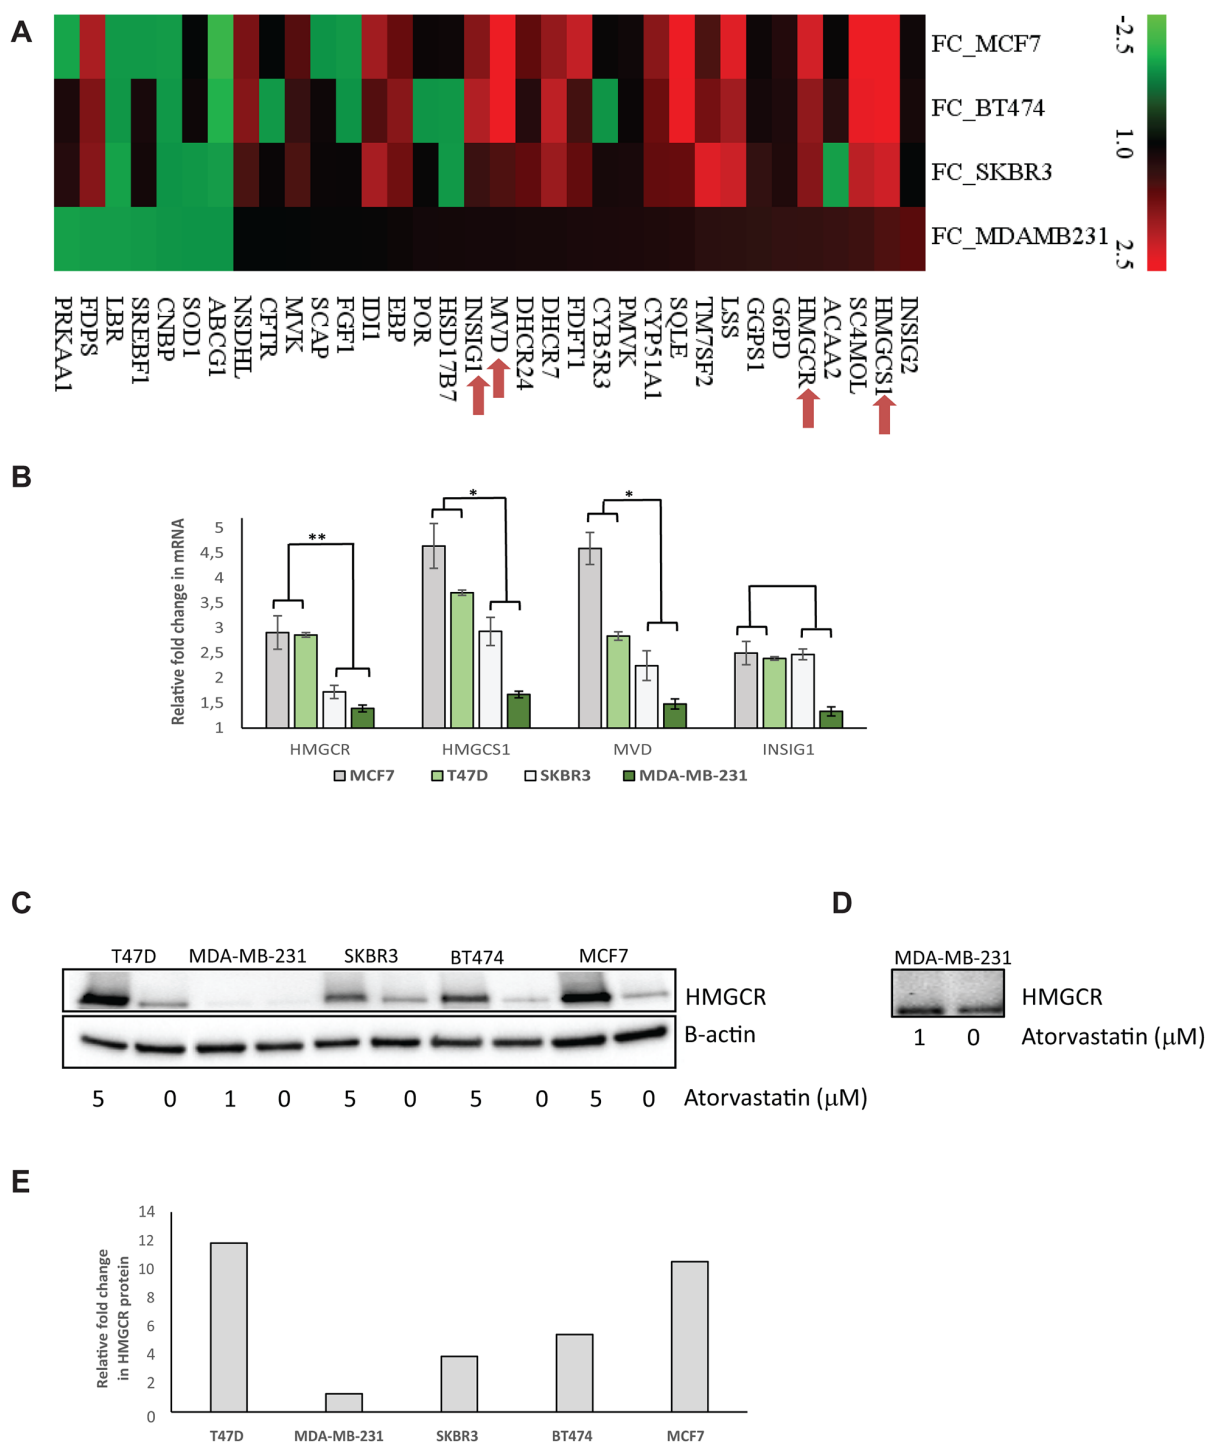 A
FC_MCF7
FC_BT474
FC_SKBR3
FC_MDAMB231
-2.5
1.0
2.5
PRKAA1
FDPS
LBR
SREBF1
CNBP
SOD1
ABCG1
NSDHL
CFTR
MVK
SCAP
FGF1
IDI1
EBP
POR
HSD17B7
INSIG1
MVD
DHCR24
DHCR7
FDFT1
CYB5R3
PMVK
CYP51A1
SQLE
TM7SF2
LSS
GGPS1
G6PD
HMGCR
ACAA2
SC4MOL
HMGCS1
INSIG2
B
Relative fold change in mRNA
5
4,5
4
3,5
3
2,5
2
1,5
1
**
*
*
HMGCR HMGCS1 MVD INSIG1
MCF7 T47D SKBR3 MDA-MB-231
C
T47D MDA-MB-231 SKBR3 BT474 MCF7
HMGCR
B-actin
5 0 1 0 5 0 5 0 5 0 Atorvastatin (μM)
D
MDA-MB-231
HMGCR
1 0 Atorvastatin (μM)
E
Relative fold change
in HMGCR protein
14
12
10
8
6
4
2
0
T47D MDA-MB-231 SKBR3 BT474 MCF7